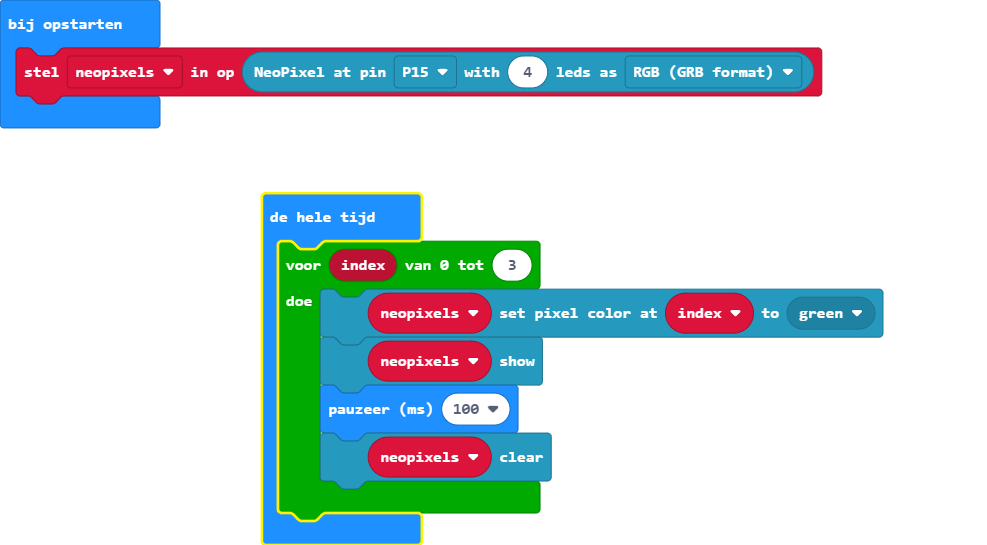 bij opstarten
stel neopixels in op NeoPixel at pin P15 with 4 leds as RGB (GRB format)
de hele tijd
voor index van 0 tot 3
doe
neopixels set pixel color at index to green
neopixels show
pauzeer (ms) 100
neopixels clear